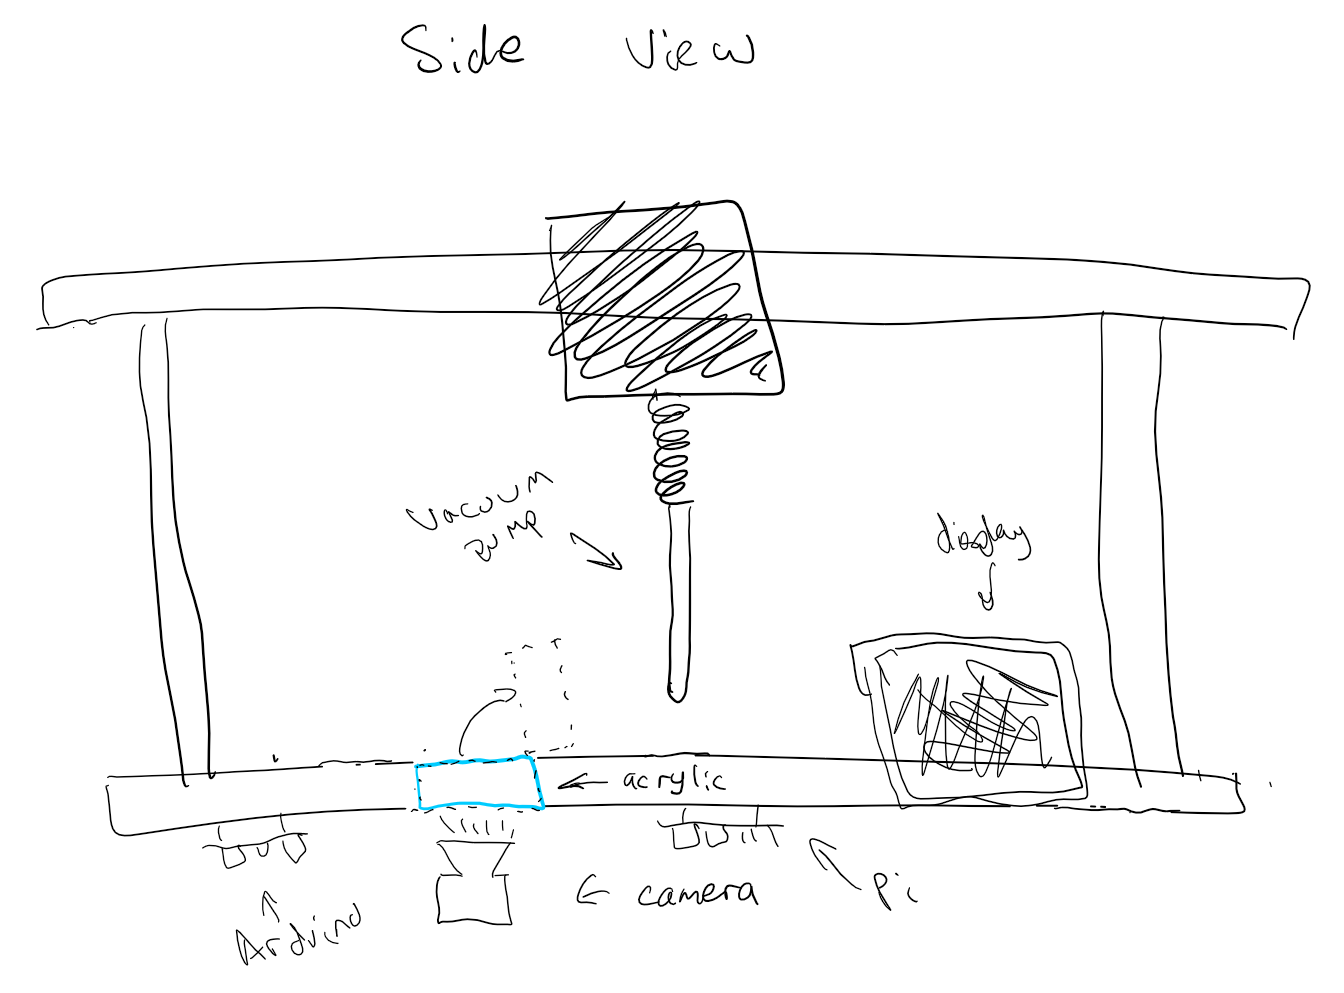 Side View
vacuum
pump
display
acrylic
camera
Pi
Arduino